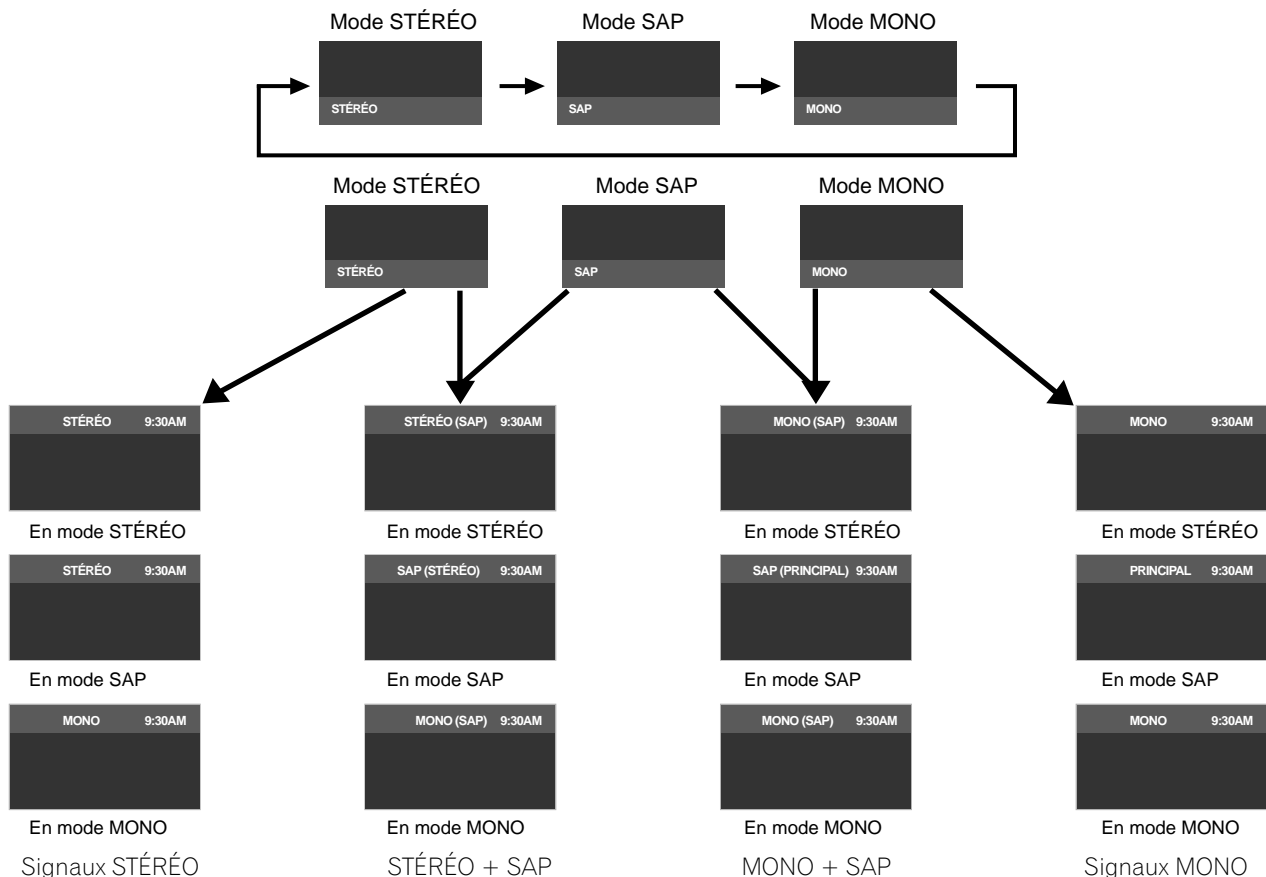 Mode STÉRÉO Mode SAP Mode MONO
STÉRÉO SAP MONO
Mode STÉRÉO Mode SAP Mode MONO
STÉRÉO SAP MONO
STÉRÉO 9:30AM STÉRÉO (SAP) 9:30AM MONO (SAP) 9:30AM MONO 9:30AM
En mode STÉRÉO En mode STÉRÉO En mode STÉRÉO En mode STÉRÉO
STÉRÉO 9:30AM SAP (STÉRÉO) 9:30AM SAP (PRINCIPAL) 9:30AM PRINCIPAL 9:30AM
En mode SAP En mode SAP En mode SAP En mode SAP
MONO 9:30AM MONO (SAP) 9:30AM MONO (SAP) 9:30AM MONO 9:30AM
En mode MONO En mode MONO En mode MONO En mode MONO
Signaux STÉRÉO STÉRÉO + SAP MONO + SAP Signaux MONO